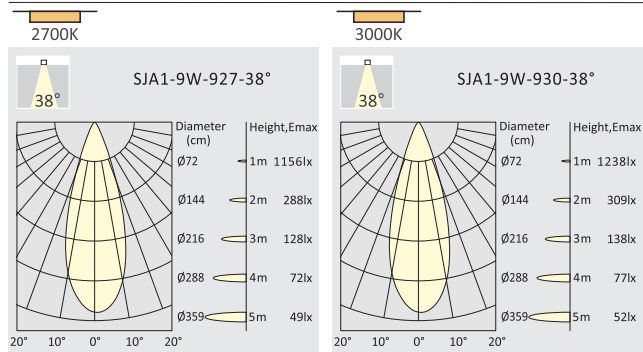 2700K
38°
SJA1-9W-927-38°
Diameter (cm) Height,Emax
Ø72 1m 1156lx
Ø144 2m 288lx
Ø216 3m 128lx
Ø288 4m 72lx
Ø359 5m 49lx
20° 10° 0° 10° 20°
3000K
38°
SJA1-9W-930-38°
Diameter (cm) Height,Emax
Ø72 1m 1238lx
Ø144 2m 309lx
Ø216 3m 138lx
Ø288 4m 77lx
Ø359 5m 52lx
20° 10° 0° 10° 20°